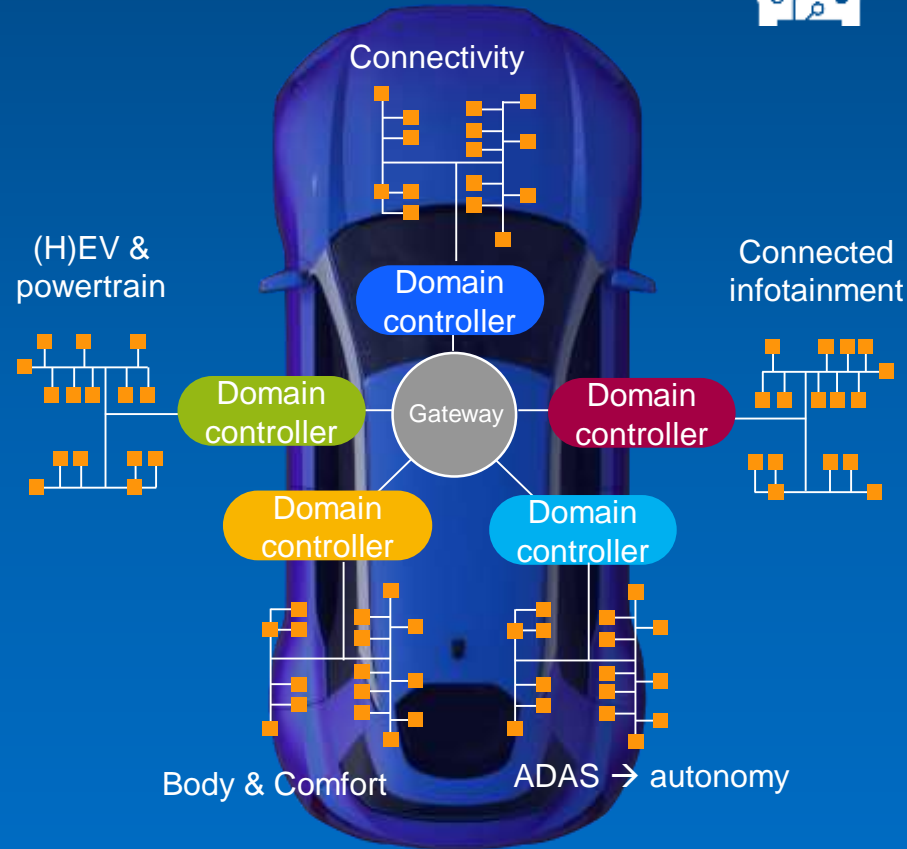 Connectivity
(H)EV &
powertrain
Connected
infotainment
Domain
controller
Domain
controller
Gateway
Domain
controller
Domain
controller
Domain
controller
Body & Comfort
ADAS → autonomy